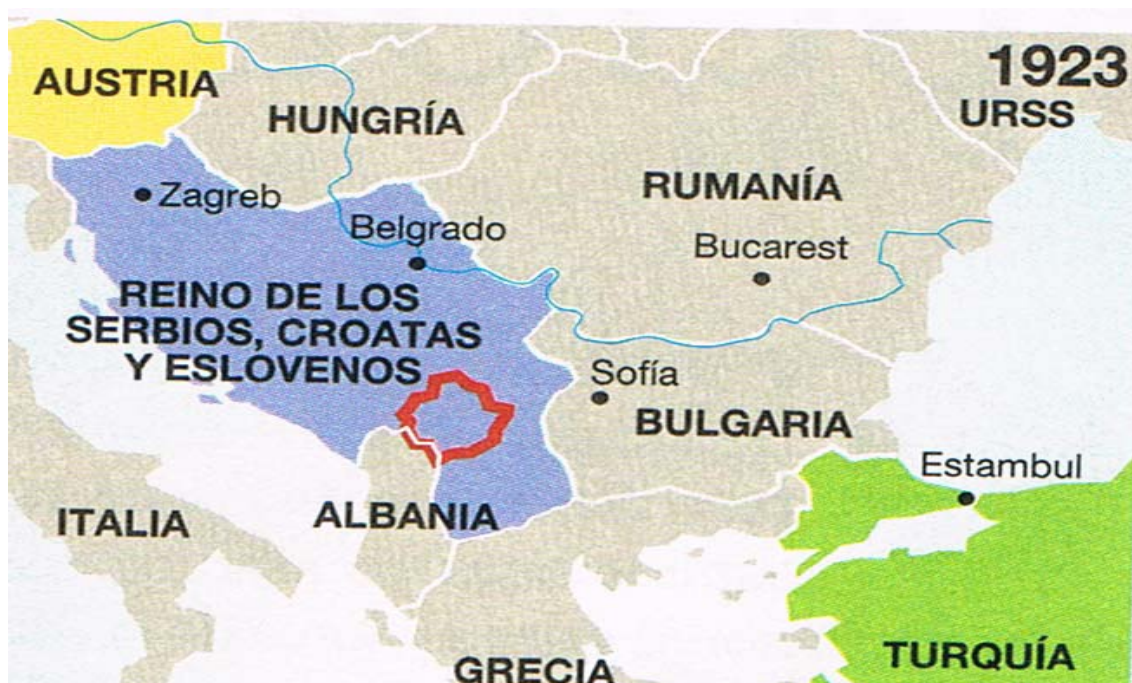 1923
AUSTRIA
URSS
HUNGRÍA
Zagreb
RUMANÍA
Belgrado
Bucarest
REINO DE LOS
SERBIOS, CROATAS
Y ESLOVENOS
Sofía
BULGARIA
Estambul
ITALIA
ALBANIA
GRECIA
TURQUÍA